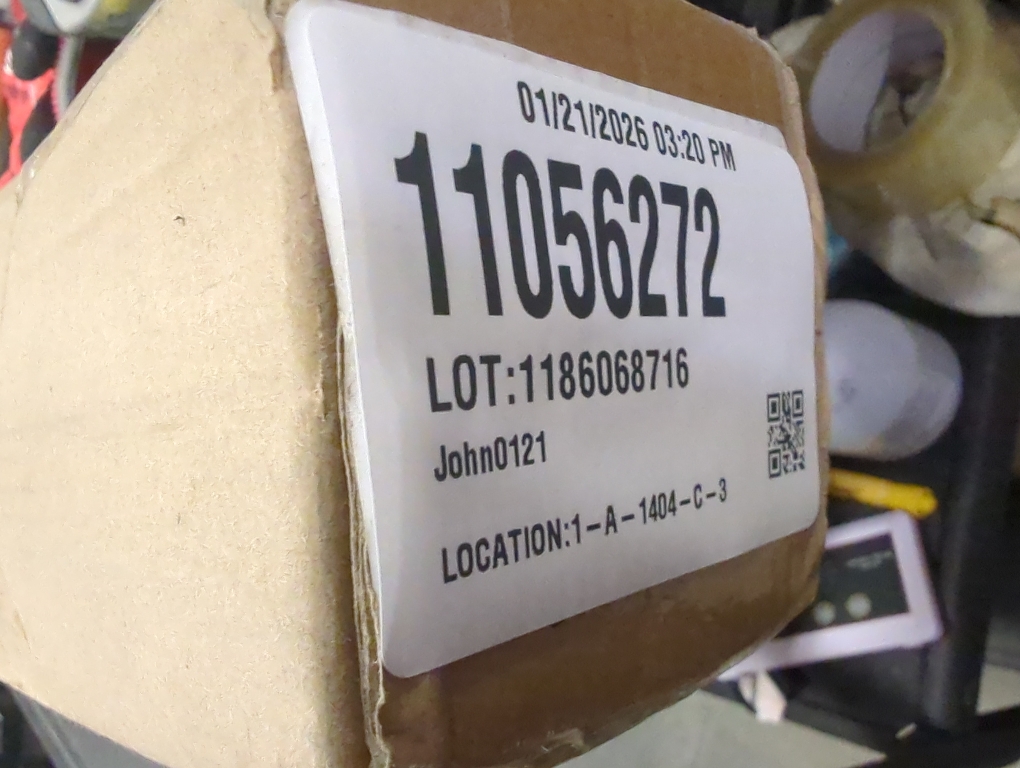 01/21/2026 03:20 PM
11056272
LOT:1186068716
John0121
LOCATION:1-A-1404-C-3